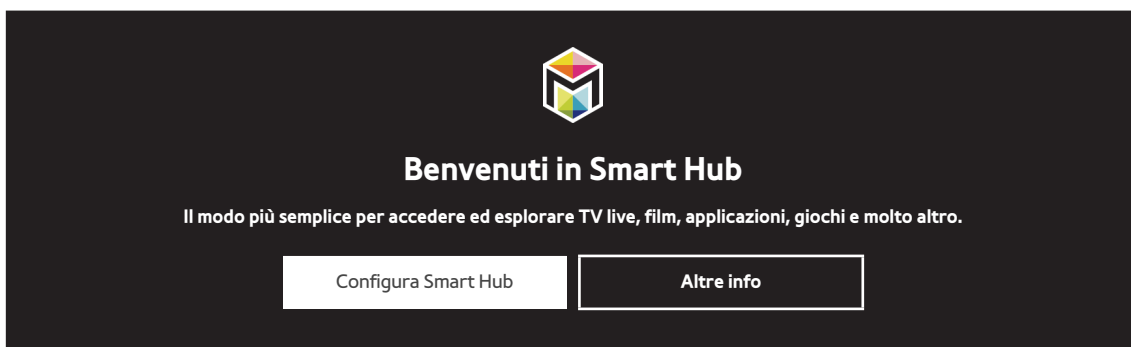 Benvenuti in Smart Hub
Il modo più semplice per accedere ed esplorare TV live, film, applicazioni, giochi e molto altro.
Configura Smart Hub
Altre info